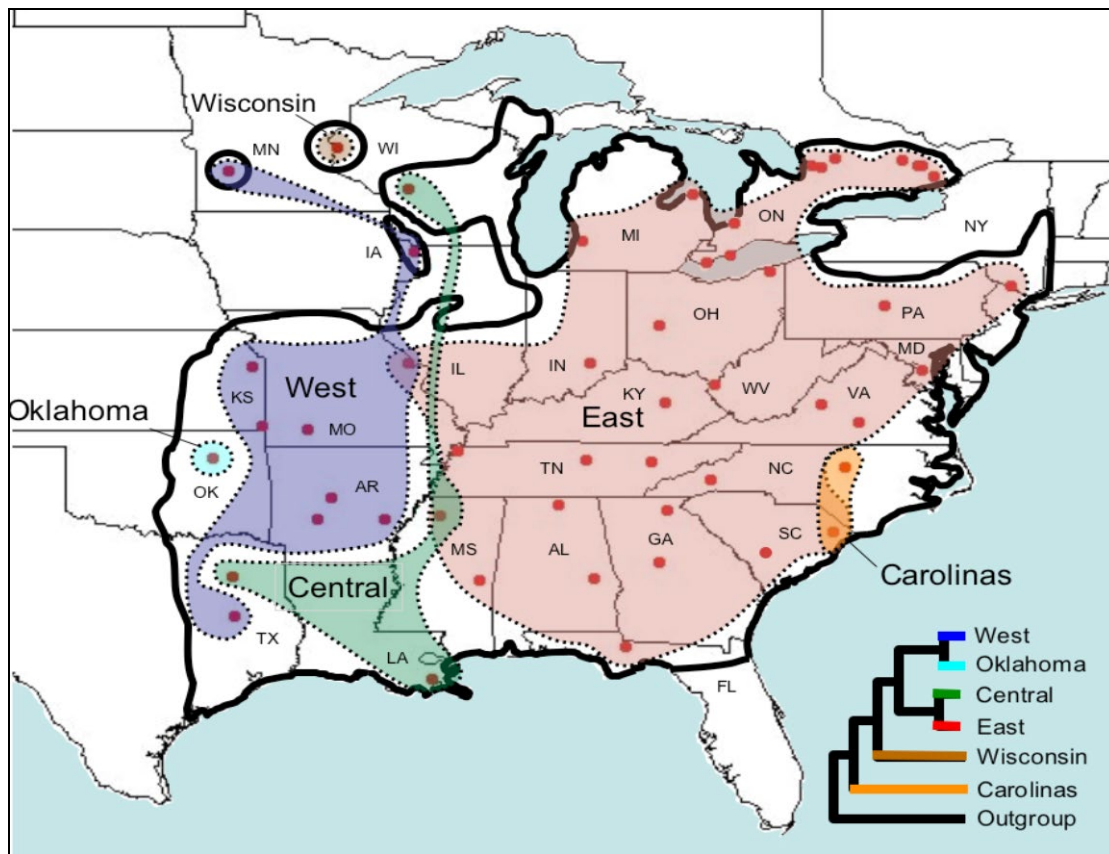 Wisconsin
MN
WI
ON
NY
MI
IA
PA
OH
MD
IL
IN
WV
VA
KS
West
KY
Oklahoma
East
MO
TN
NC
OK
AR
MS
AL
GA
SC
Central
Carolinas
TX
LA
FL
West
Oklahoma
Central
East
Wisconsin
Carolinas
Outgroup